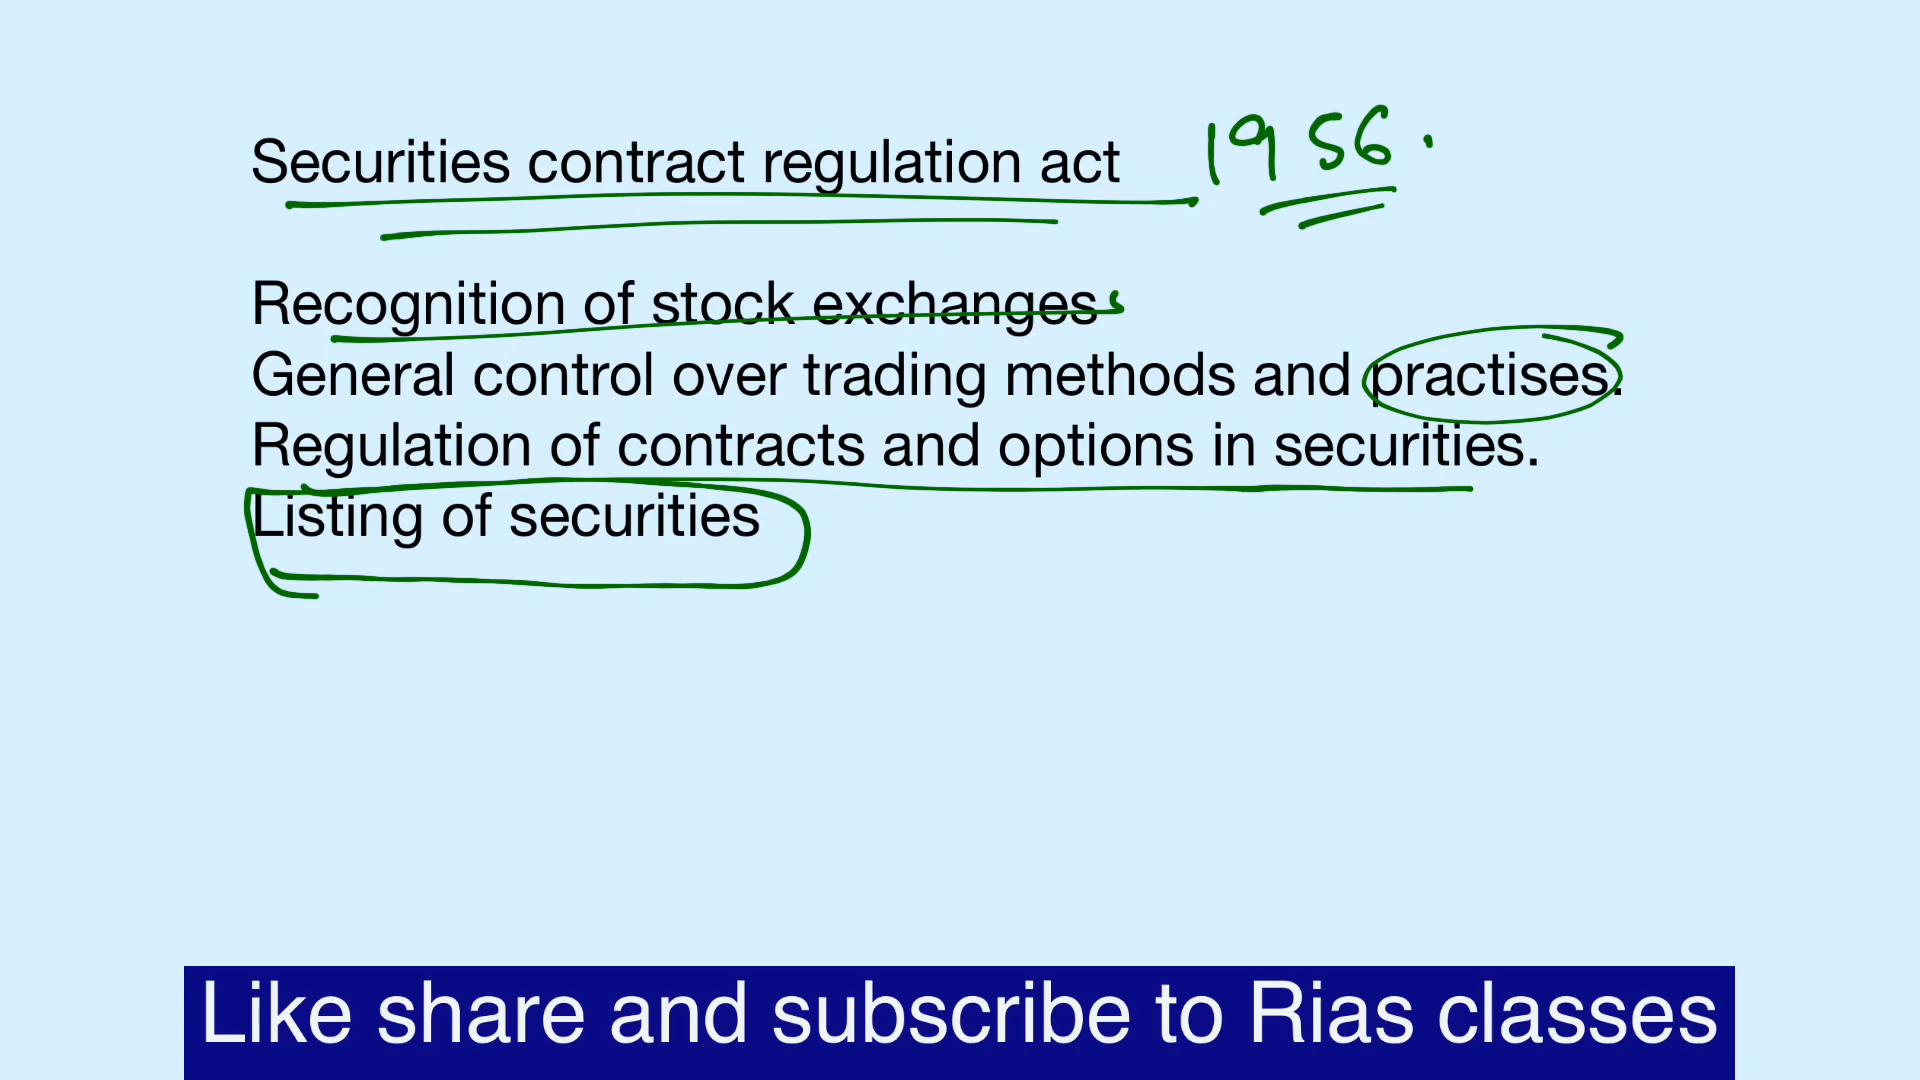 Securities contract regulation act 1956.
Recognition of stock exchanges
General control over trading methods and practises.
Regulation of contracts and options in securities.
Listing of securities
Like share and subscribe to Rias classes